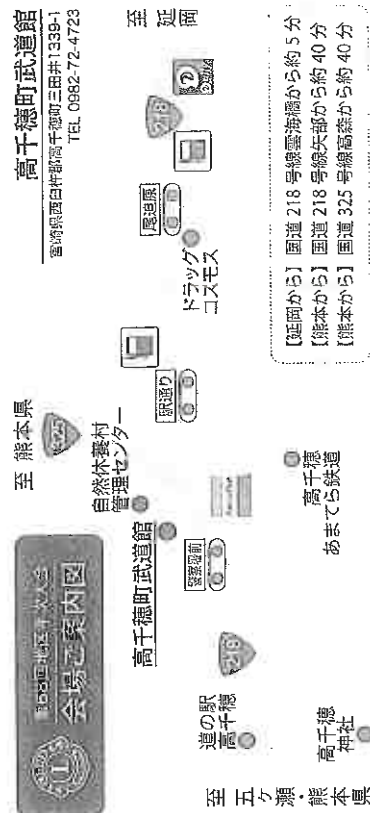 会場ご案内図
高千穂町武道館
宮崎県西臼杵郡高千穂町三田井1339-1
TEL 0982-72-4723
至 熊本県
自然休養村
管理センター
高千穂町武道館
駅通り
尾迫原
218
至 延岡
ドラッグ
コスモス
警察署前
218
道の駅
高千穂
高千穂
神社
高千穂
あまてらす鉄道
至 五ヶ瀬・熊本県
【延岡から】国道 218 号線雲海橋から約 5 分
【熊本から】国道 218 号線矢部から約 40 分
【熊本から】国道 325 号線高森から約 40 分